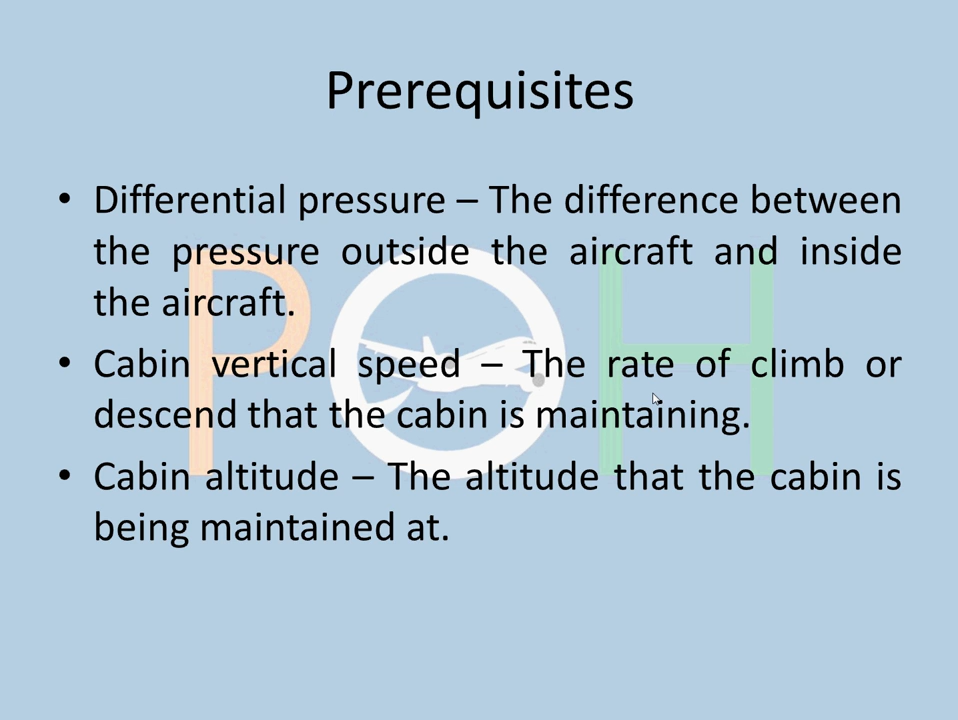 Prerequisites
• Differential pressure – The difference between
the pressure outside the aircraft and inside
the aircraft.
• Cabin vertical speed – The rate of climb or
descend that the cabin is maintaining.
• Cabin altitude – The altitude that the cabin is
being maintained at.
POH